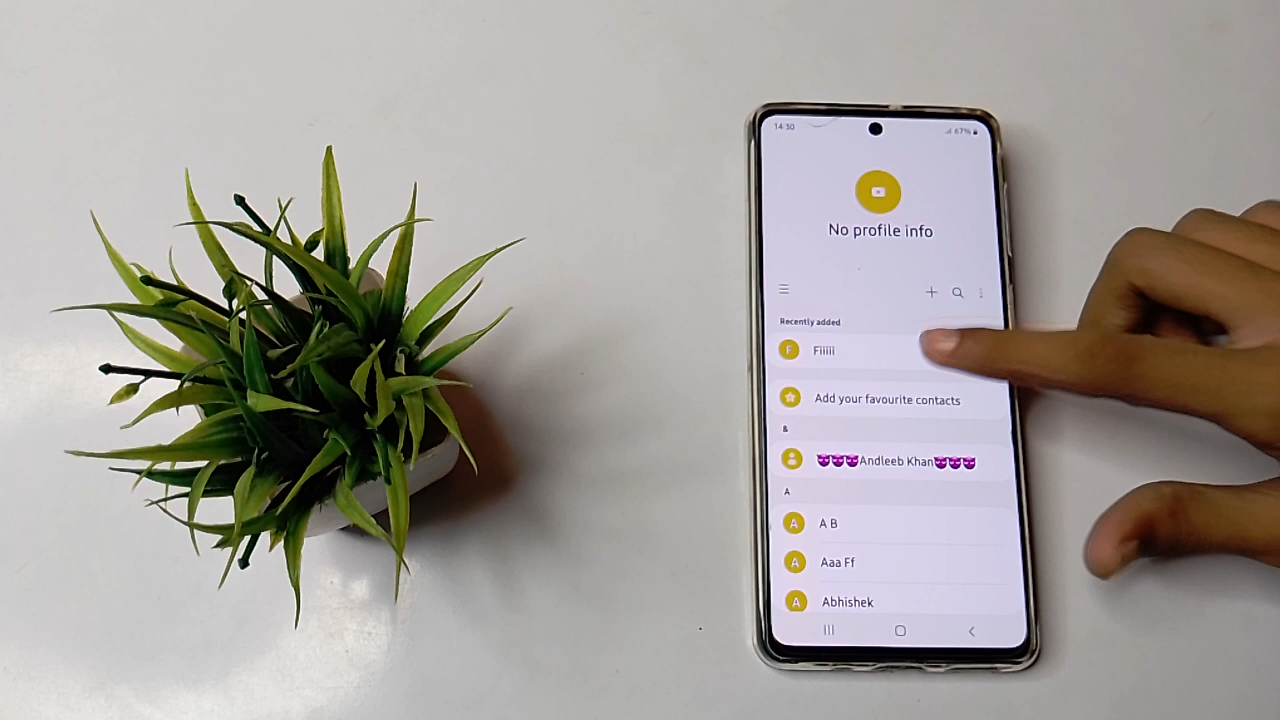 14:30
67%
No profile info
Recently added
F Fiiiii
Add your favourite contacts
&
😈😈😈Andleeb Khan😈😈😈
A
A A B
A Aaa Ff
A Abhishek